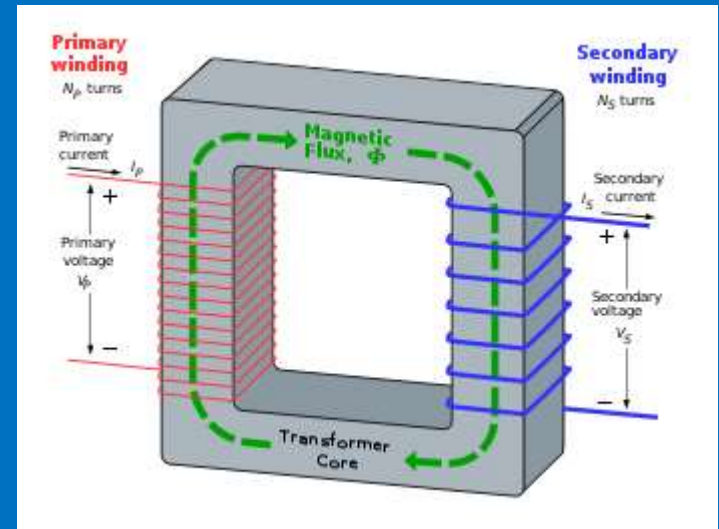 Primary
winding
Nₚ turns
Primary
current
Iₚ
+
Primary
voltage
Vₚ
−
Magnetic
Flux, Φ
Transformer
Core
Secondary
winding
Nₛ turns
Secondary
current
Iₛ
+
Secondary
voltage
Vₛ
−